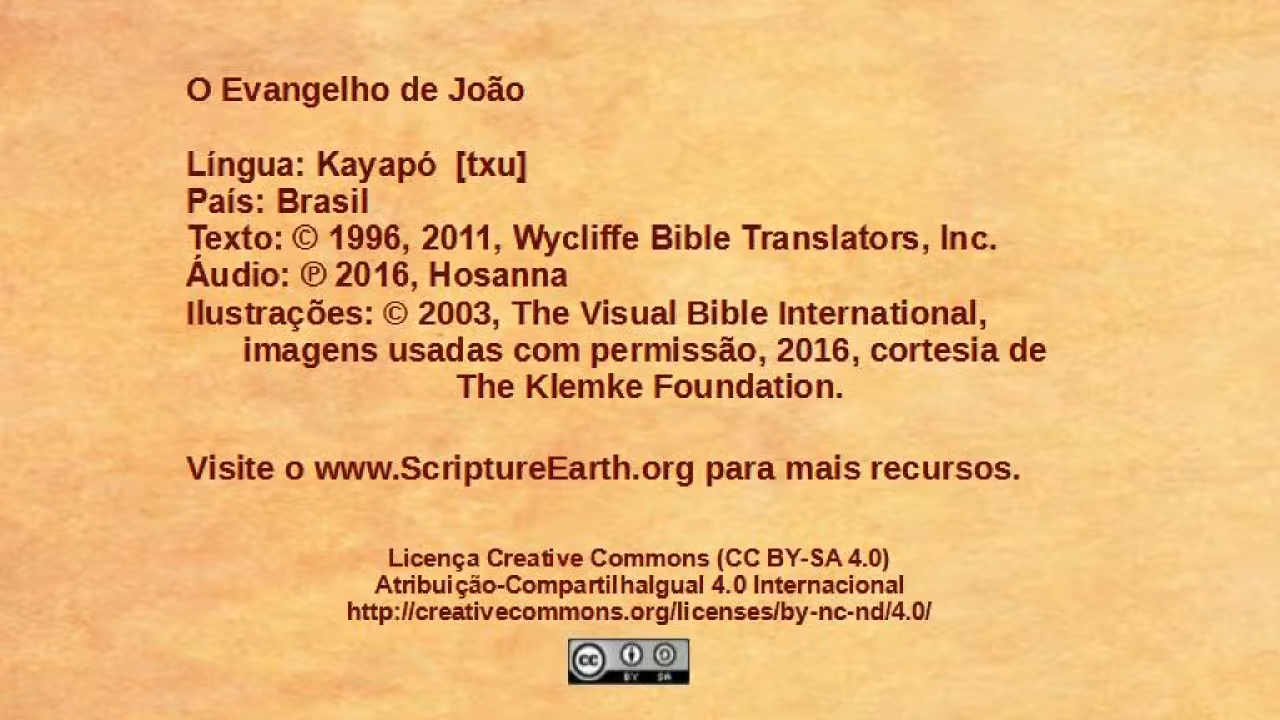 O Evangelho de João
Língua: Kayapó [txu]
País: Brasil
Texto: © 1996, 2011, Wycliffe Bible Translators, Inc.
Áudio: ℗ 2016, Hosanna
Ilustrações: © 2003, The Visual Bible International,
imagens usadas com permissão, 2016, cortesia de
The Klemke Foundation.
Visite o www.ScriptureEarth.org para mais recursos.
Licença Creative Commons (CC BY-SA 4.0)
Atribuição-CompartilhaIgual 4.0 Internacional
http://creativecommons.org/licenses/by-nc-nd/4.0/
cc BY SA